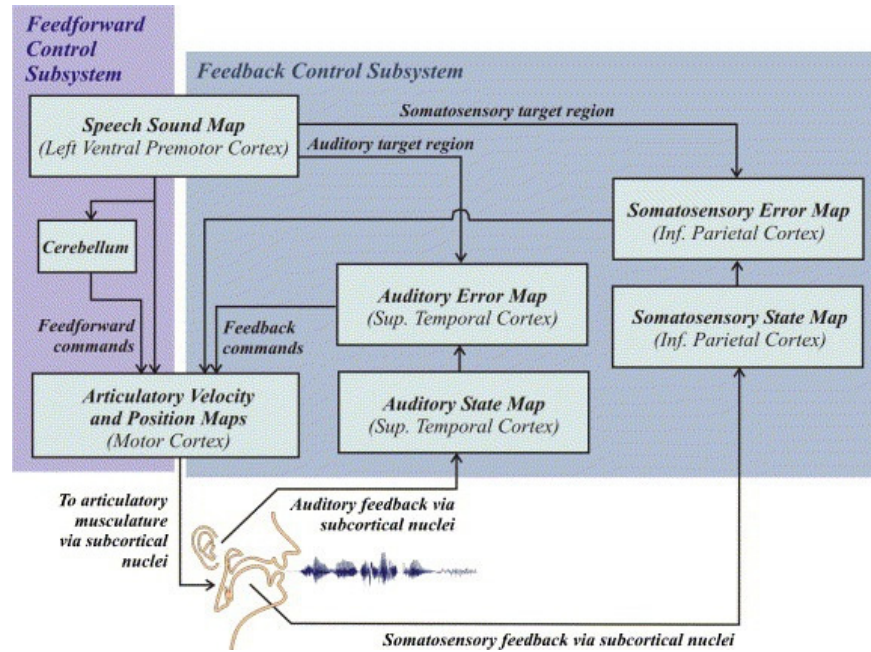 Feedforward
Control
Subsystem
Feedback Control Subsystem
Speech Sound Map
(Left Ventral Premotor Cortex)
Somatosensory target region
Auditory target region
Cerebellum
Somatosensory Error Map
(Inf. Parietal Cortex)
Auditory Error Map
(Sup. Temporal Cortex)
Somatosensory State Map
(Inf. Parietal Cortex)
Feedforward
commands
Feedback
commands
Articulatory Velocity
and Position Maps
(Motor Cortex)
Auditory State Map
(Sup. Temporal Cortex)
To articulatory
musculature
via subcortical
nuclei
Auditory feedback via
subcortical nuclei
Somatosensory feedback via subcortical nuclei